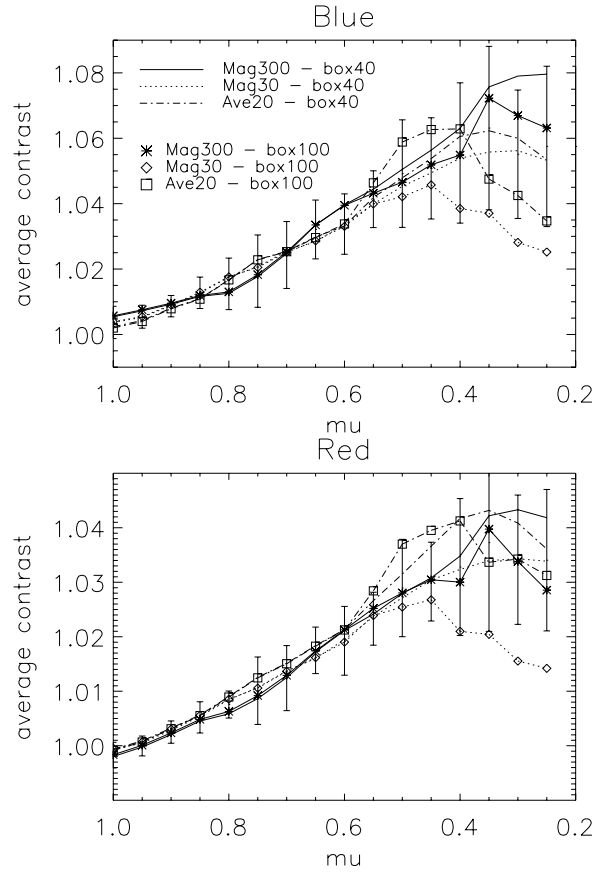 Blue
average contrast
1.08
1.06
1.04
1.02
1.00
Mag300 - box40
Mag30 - box40
Ave20 - box40
Mag300 - box100
Mag30 - box100
Ave20 - box100
1.0 0.8 0.6 0.4 0.2
mu
Red
average contrast
1.04
1.03
1.02
1.01
1.00
1.0 0.8 0.6 0.4 0.2
mu